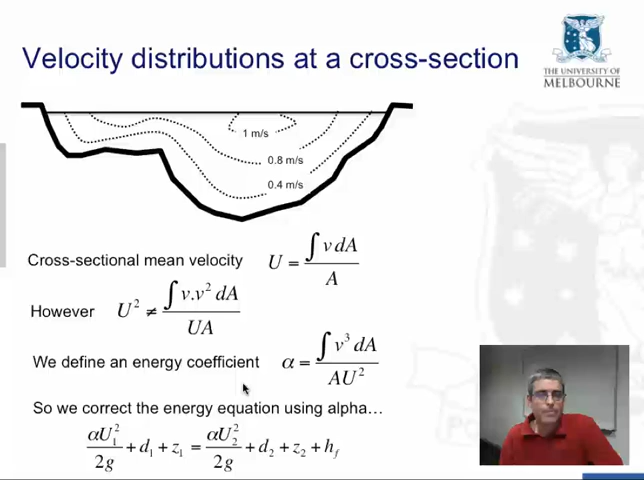 Velocity distributions at a cross-section
THE UNIVERSITY OF
MELBOURNE
1 m/s
0.8 m/s
0.4 m/s
Cross-sectional mean velocity U = ∫ v dA / A
However U² ≠ ∫ v.v² dA / UA
We define an energy coefficient α = ∫ v³ dA / AU²
So we correct the energy equation using alpha…
αU₁²/2g + d₁ + z₁ = αU₂²/2g + d₂ + z₂ + h_f